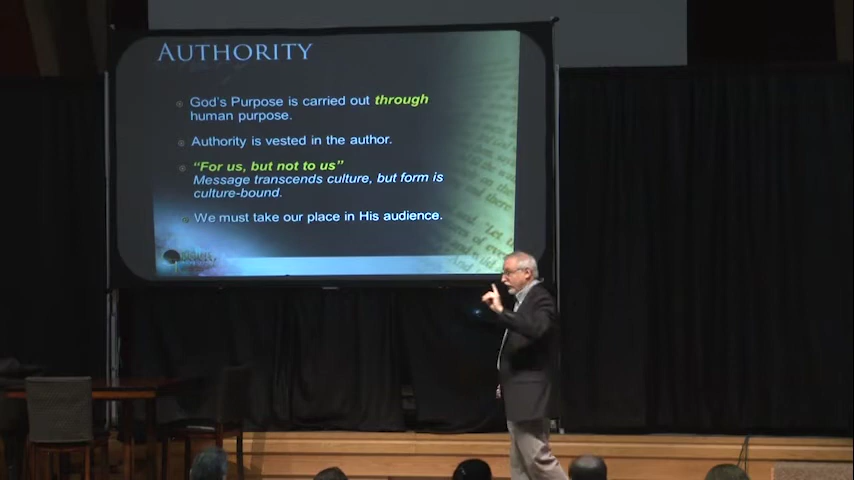 AUTHORITY
God's Purpose is carried out through
human purpose.
Authority is vested in the author.
"For us, but not to us"
Message transcends culture, but form is
culture-bound.
We must take our place in His audience.